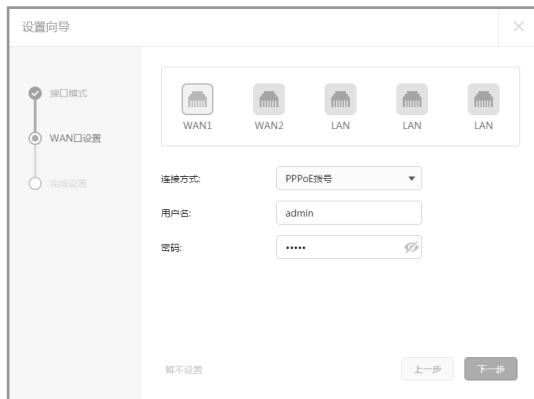 设置向导
接口模式
WAN口设置
完成设置
WAN1 WAN2 LAN LAN LAN
连接方式: PPPoE拨号
用户名: admin
密码: •••••
暂不设置 上一步 下一步